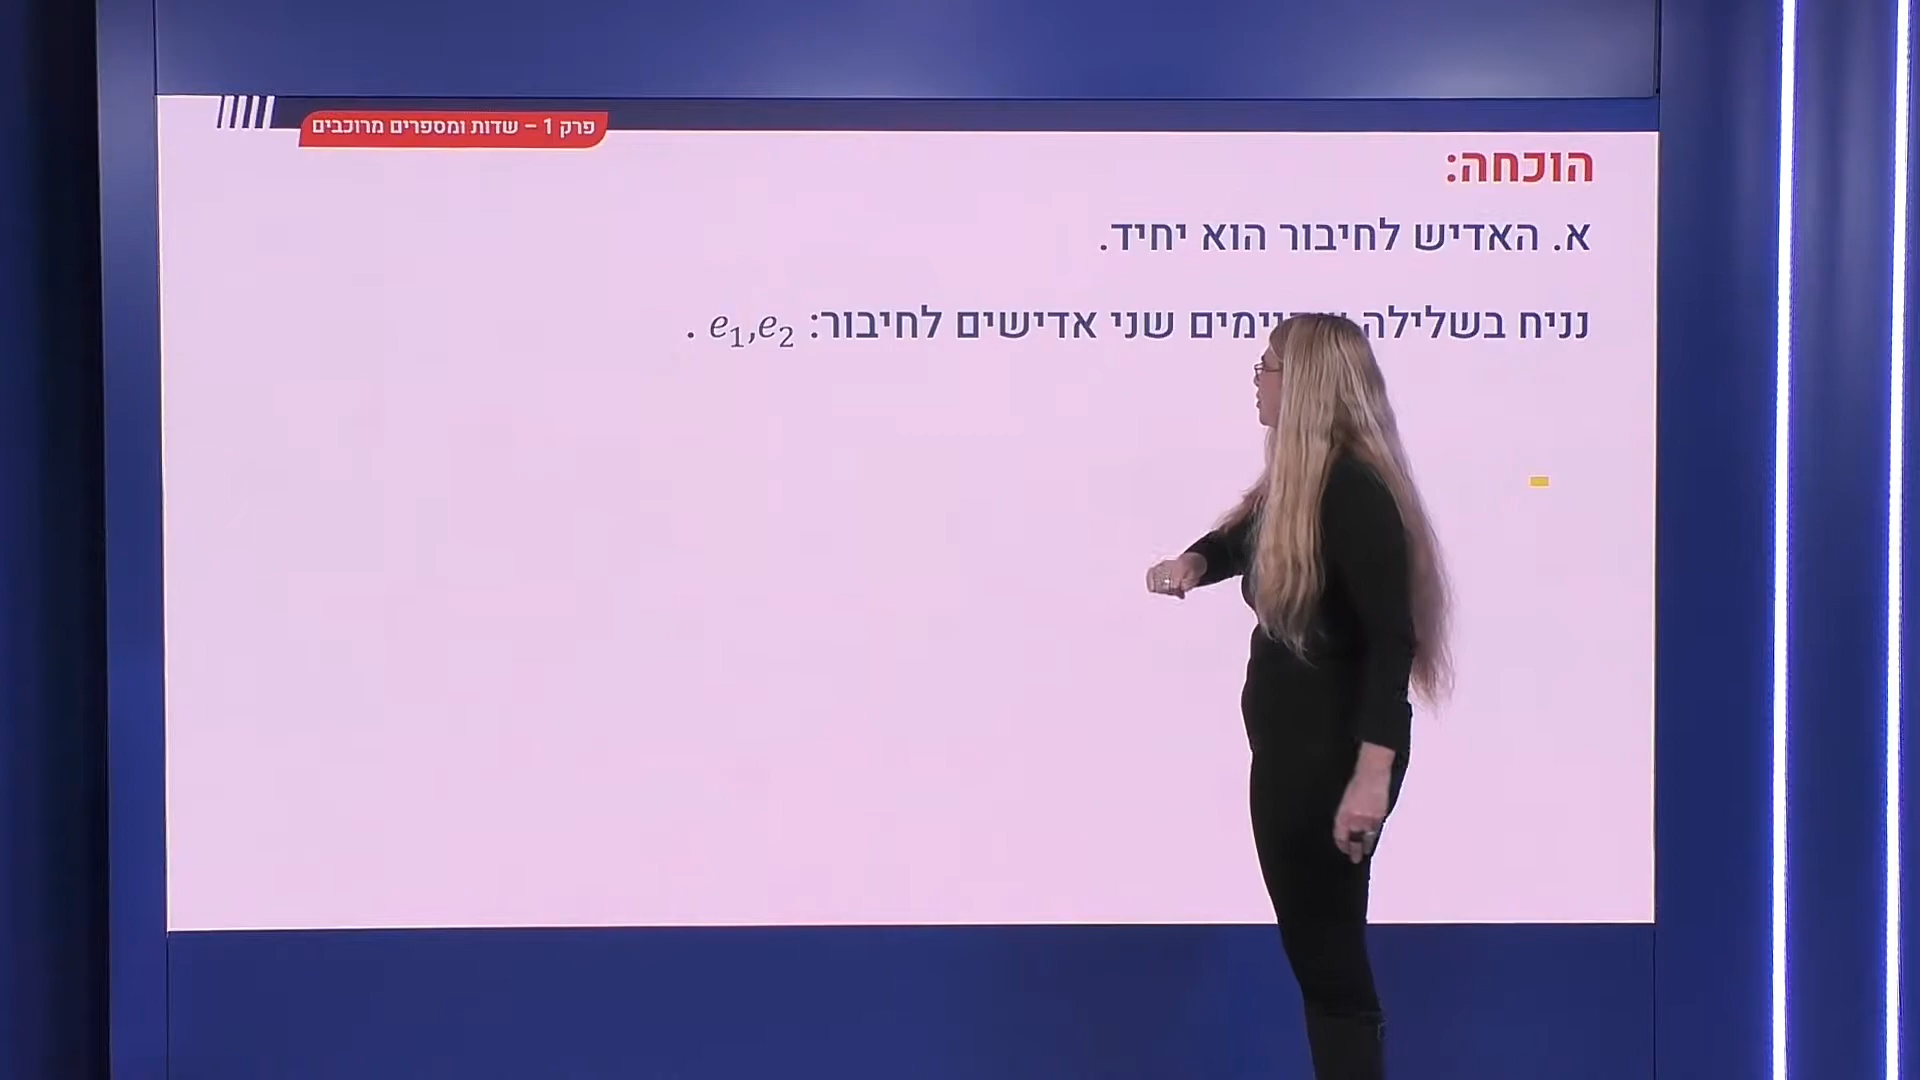 פרק 1 – שדות ומספרים מרוכבים
הוכחה:
א. האדיש לחיבור הוא יחיד.
נניח בשלילה שני אדישים לחיבור: e₁,e₂ .